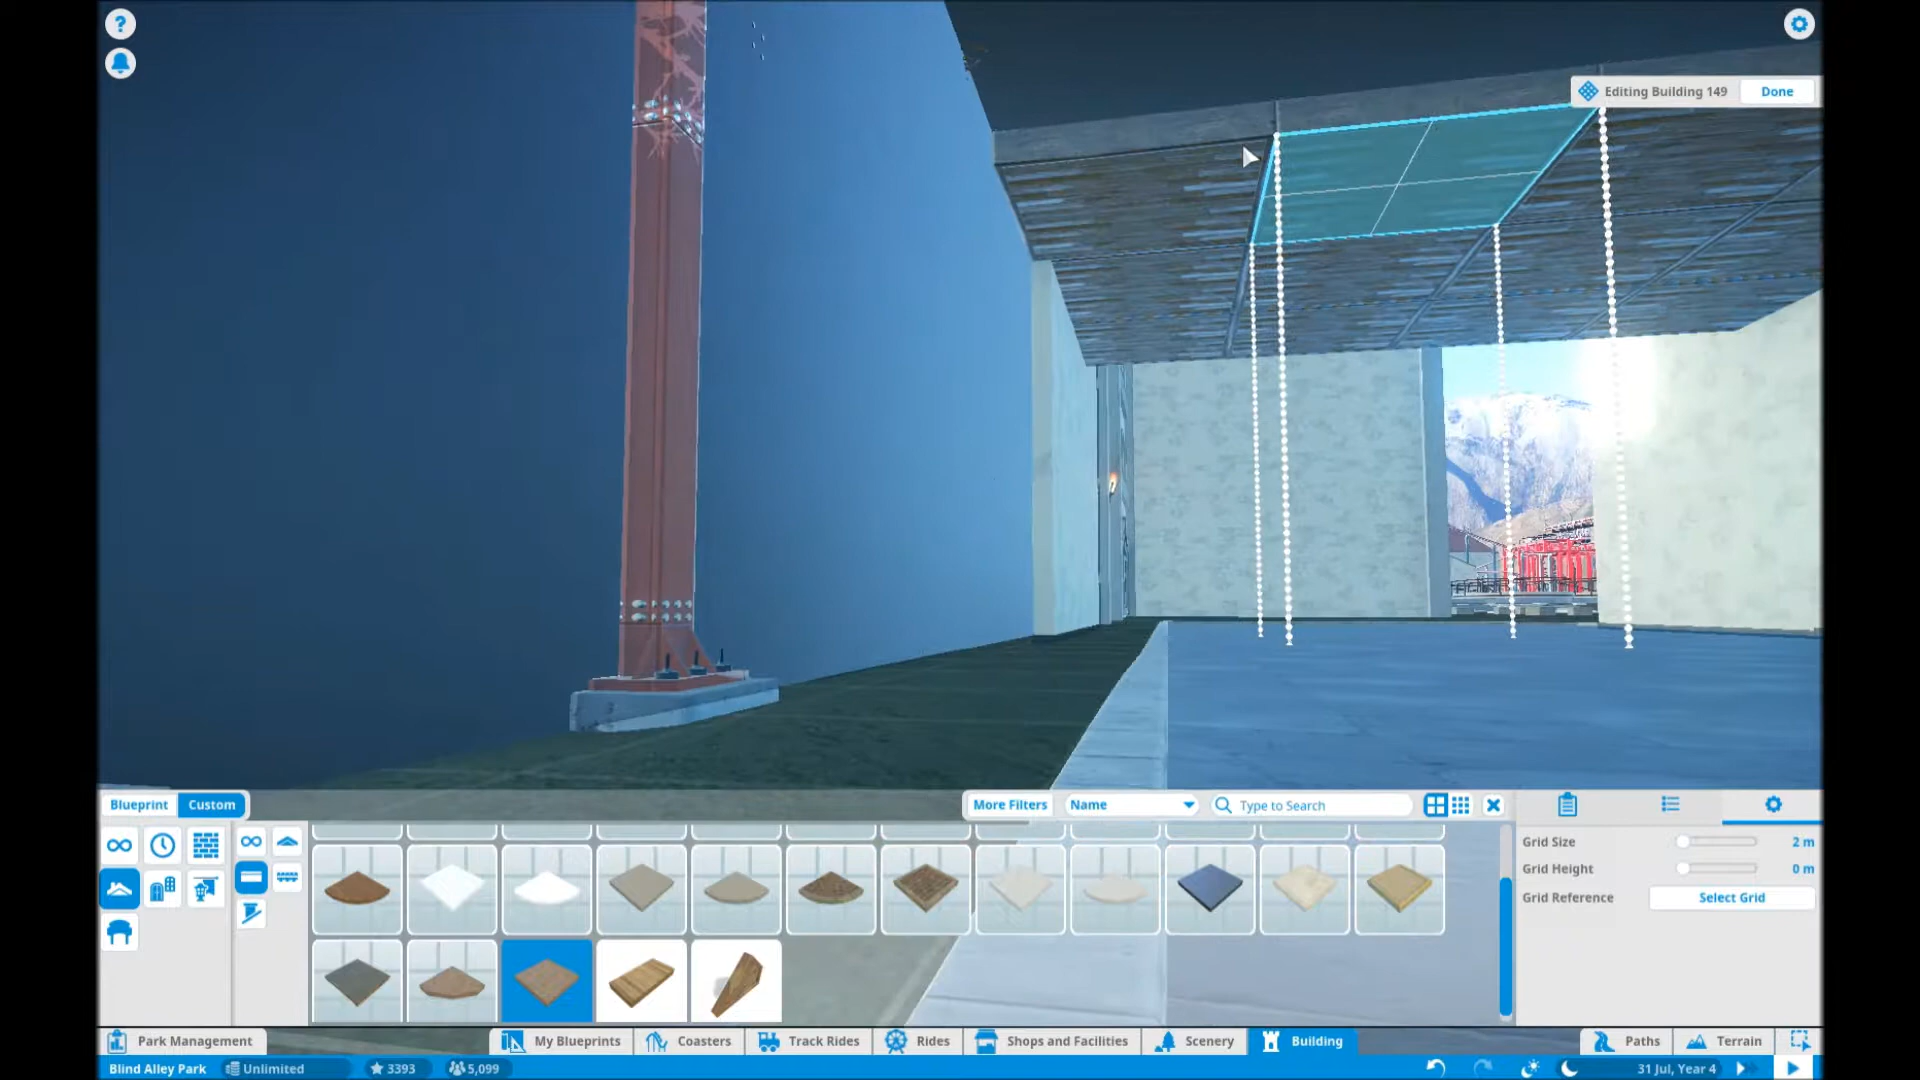 ?
Editing Building 149 Done
Blueprint Custom More Filters Name Type to Search
Grid Size 2 m
Grid Height 0 m
Grid Reference Select Grid
Park Management My Blueprints Coasters Track Rides Rides Shops and Facilities Scenery Building Paths Terrain
Blind Alley Park Unlimited 3393 5,099 31 Jul, Year 4